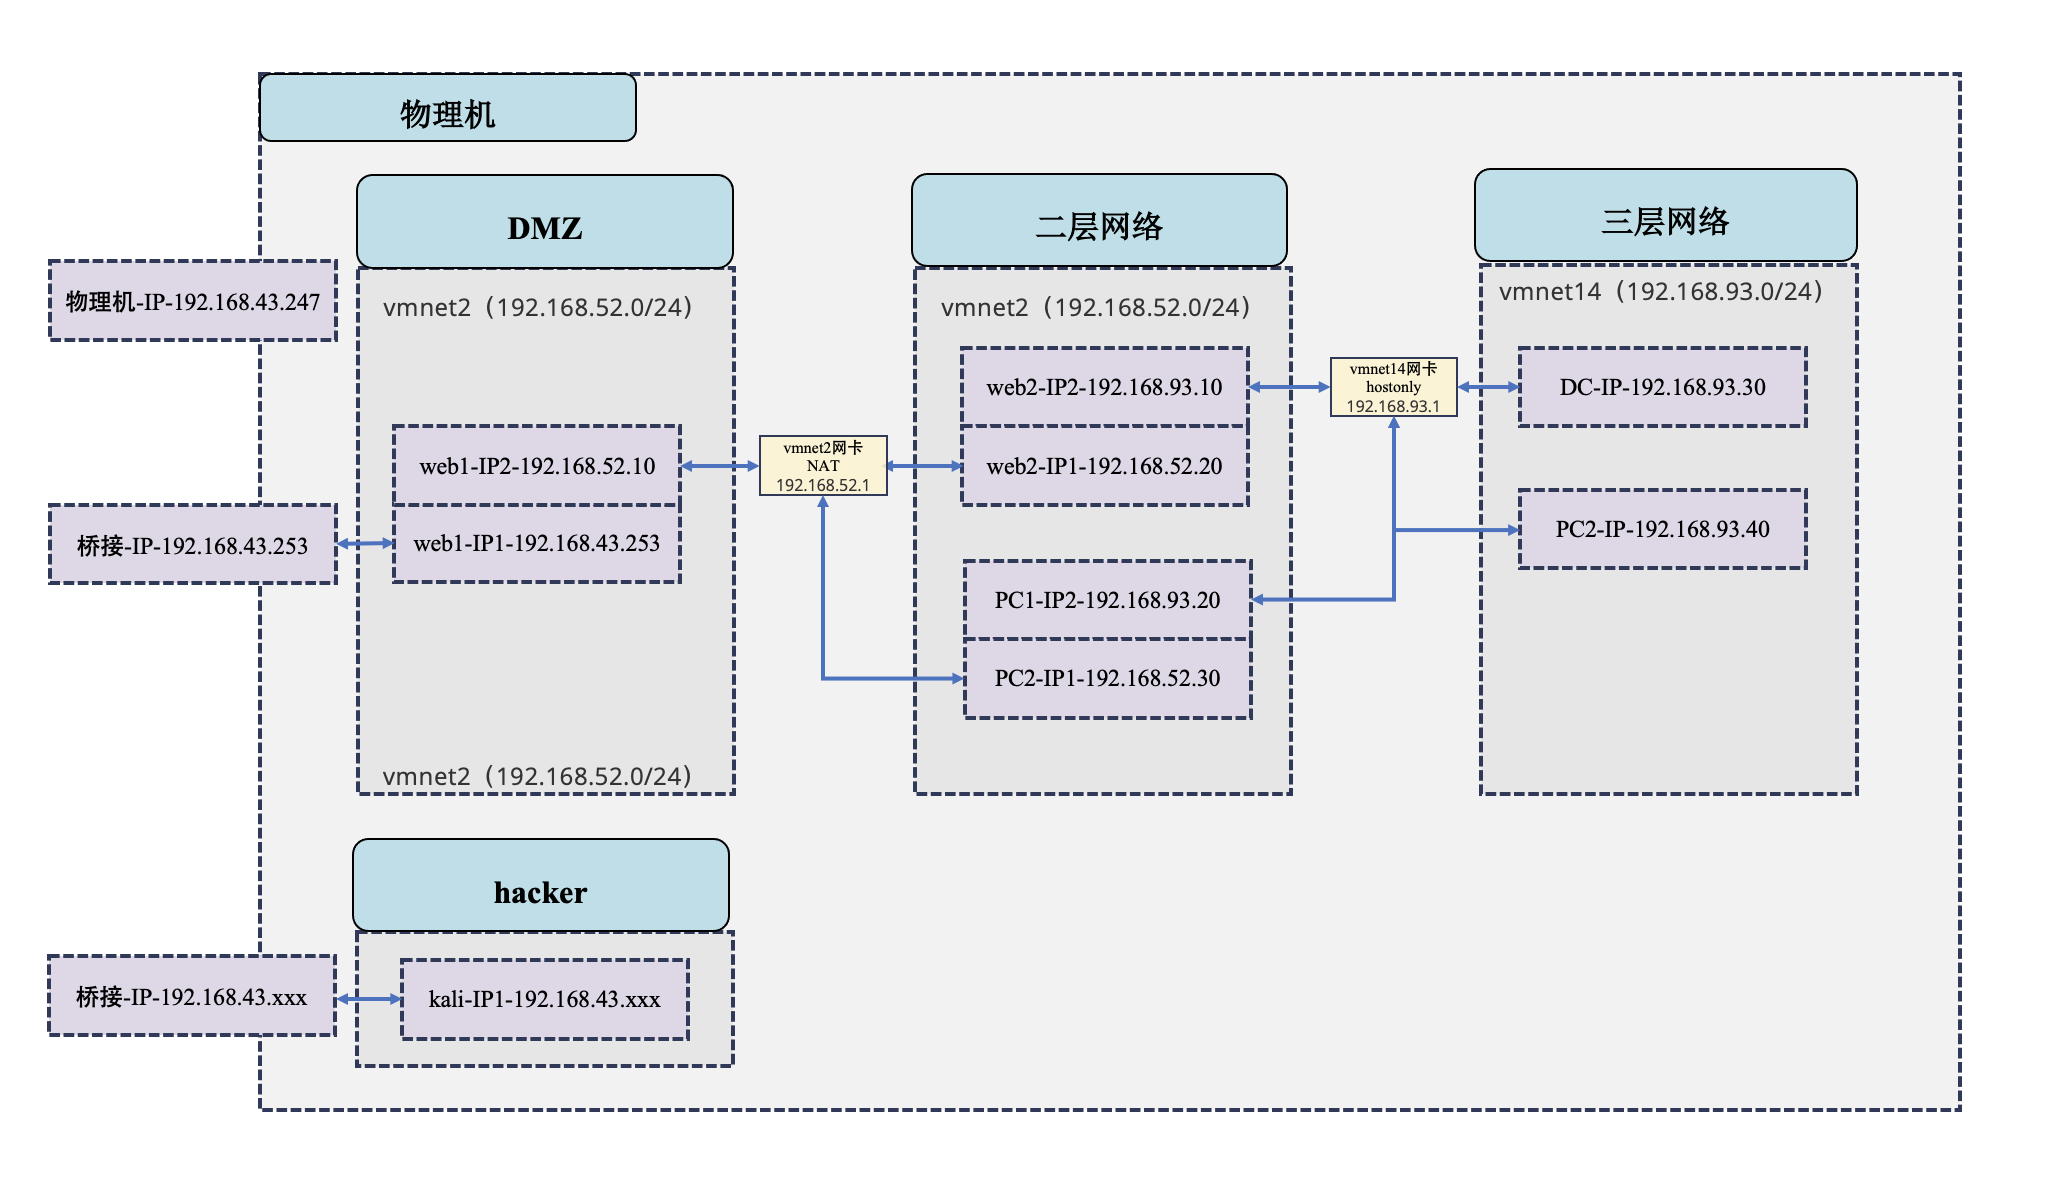 物理机
DMZ
二层网络
三层网络
物理机-IP-192.168.43.247
vmnet2（192.168.52.0/24）
vmnet2（192.168.52.0/24）
vmnet14（192.168.93.0/24）
web2-IP2-192.168.93.10
vmnet14网卡
hostonly
192.168.93.1
DC-IP-192.168.93.30
web1-IP2-192.168.52.10
vmnet2网卡
NAT
192.168.52.1
web2-IP1-192.168.52.20
桥接-IP-192.168.43.253
web1-IP1-192.168.43.253
PC2-IP-192.168.93.40
PC1-IP2-192.168.93.20
PC2-IP1-192.168.52.30
vmnet2（192.168.52.0/24）
hacker
桥接-IP-192.168.43.xxx
kali-IP1-192.168.43.xxx